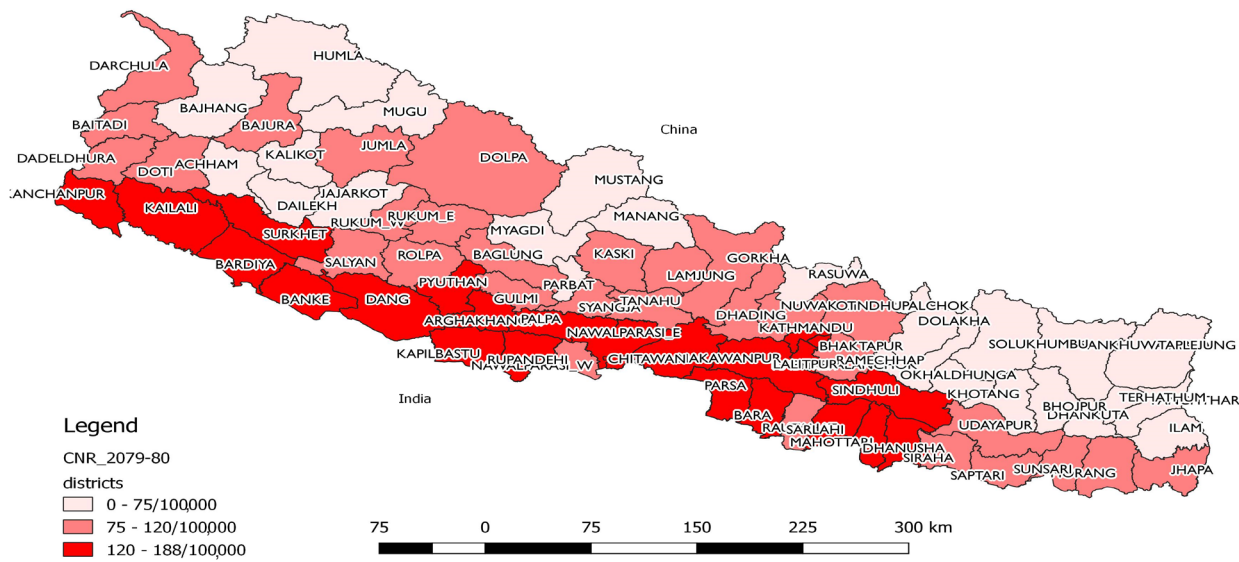 HUMLA
DARCHULA
BAJHANG
MUGU
BAITADI
BAJURA
China
JUMLA
KALIKOT
DOLPA
DADELDHURA
ACHHAM
DOTI
MUSTANG
KANCHANPUR
JAJARKOT
KAILALI
DAILEKH
MANANG
RUKUM_E
RUKUM_W
MYAGDI
SURKHET
KASKI
BAGLUNG
ROLPA
GORKHA
SALYAN
BARDIYA
LAMJUNG
RASUWA
PYUTHAN
PARBAT
BANKE
DANG
GULMI
TANAHU
SYANGJA
NUWAKOT
DHADING
DOLAKHA
ARGHAKHAN
PALPA
KATHMANDU
NAWALPARASI_E
BHAKTAPUR
SOLUKHUMBU
KAPILBASTU
RUPANDEHI
CHITAWAN
RAMECHHAP
NAWALPARASI_W
LALITPUR
OKHALDHUNGA
PARSA
SINDHULI
KHOTANG
India
TERHATHUM
BHOJPUR
BARA
DHANKUTA
Legend
UDAYAPUR
SARLAHI
ILAM
MAHOTTARI
DHANUSHA
CNR_2079-80
SIRAHA
SUNSARI
SAPTARI
JHAPA
districts
0 - 75/100,000
75 - 120/100,000
120 - 188/100,000
75 0 75 150 225 300 km